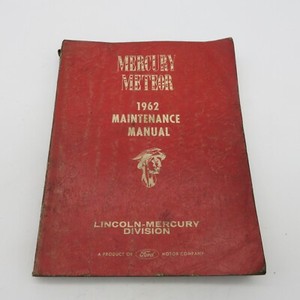 MERCURY
METEOR
1962
MAINTENANCE
MANUAL
LINCOLN-MERCURY
DIVISION
A PRODUCT OF Ford MOTOR COMPANY